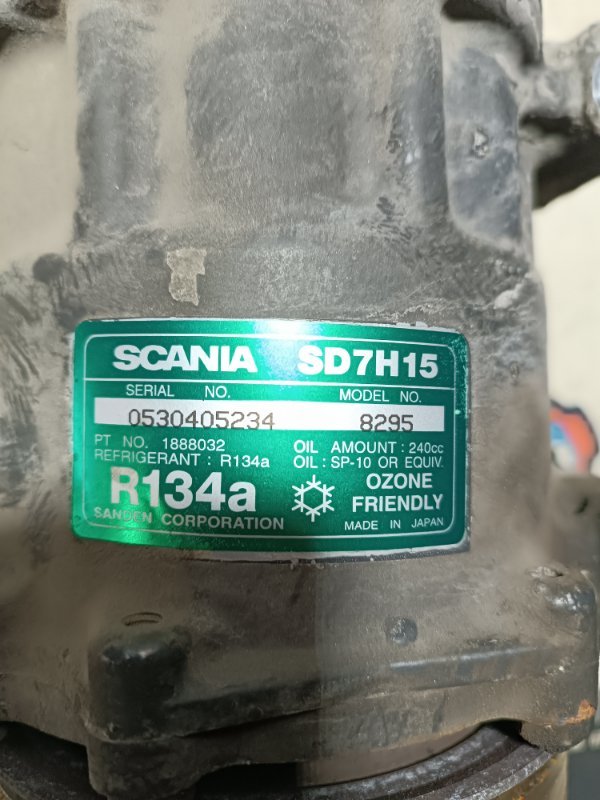 SCANIA SD7H15
SERIAL NO. MODEL NO.
0530405234 8295
PT NO. 1888032 OIL AMOUNT : 240cc
REFRIGERANT : R134a OIL : SP-10 OR EQUIV.
R134a OZONE FRIENDLY
SANDEN CORPORATION MADE IN JAPAN